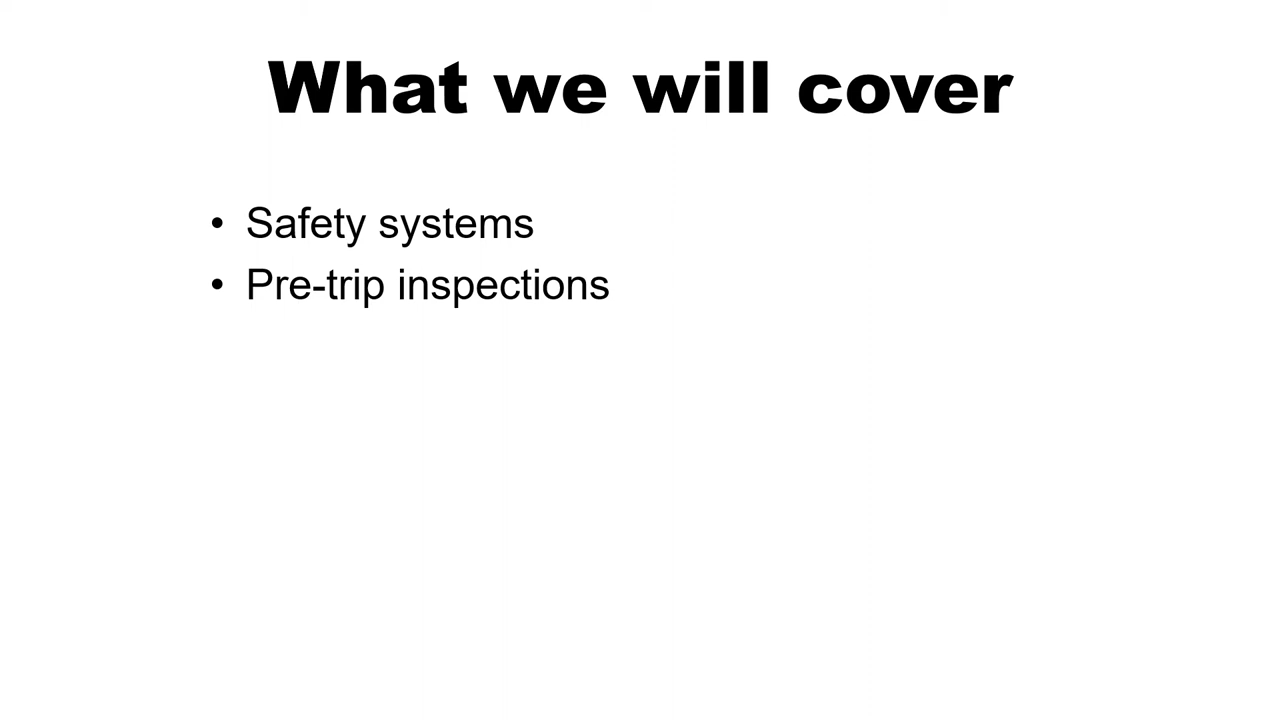 What we will cover
• Safety systems
• Pre-trip inspections